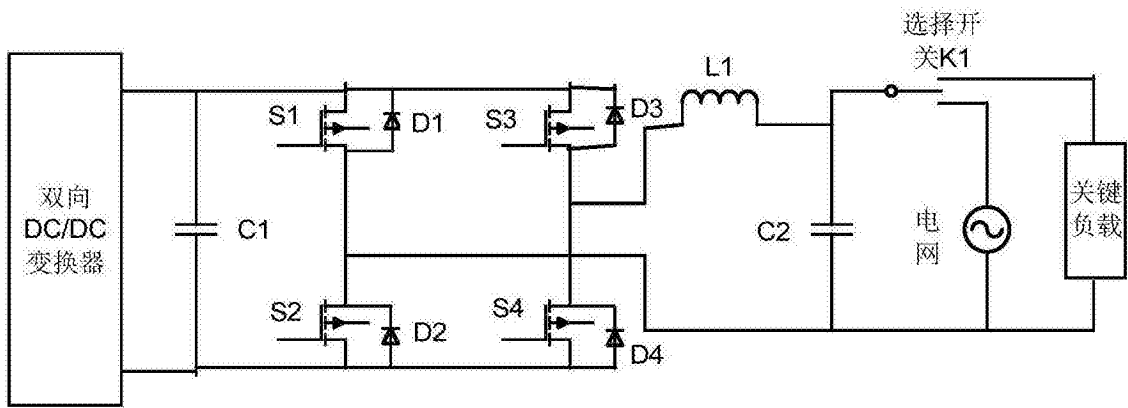 双向
DC/DC
变换器
C1
S1
D1
S2
D2
S3
D3
S4
D4
L1
C2
选择开
关K1
电
网
关键
负载